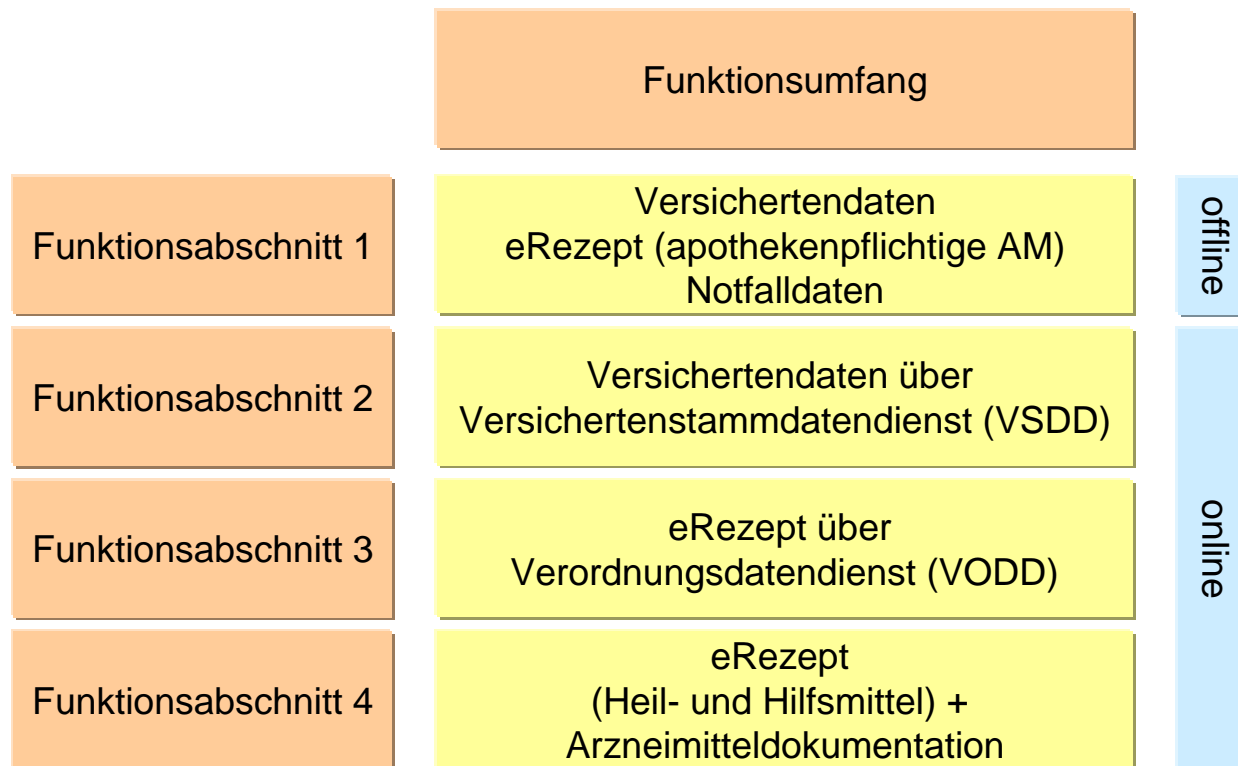 Funktionsumfang
Funktionsabschnitt 1
Versichertendaten
eRezept (apothekenpflichtige AM)
Notfalldaten
offline
Funktionsabschnitt 2
Versichertendaten über
Versichertenstammdatendienst (VSDD)
online
Funktionsabschnitt 3
eRezept über
Verordnungsdatendienst (VODD)
Funktionsabschnitt 4
eRezept
(Heil- und Hilfsmittel) +
Arzneimitteldokumentation